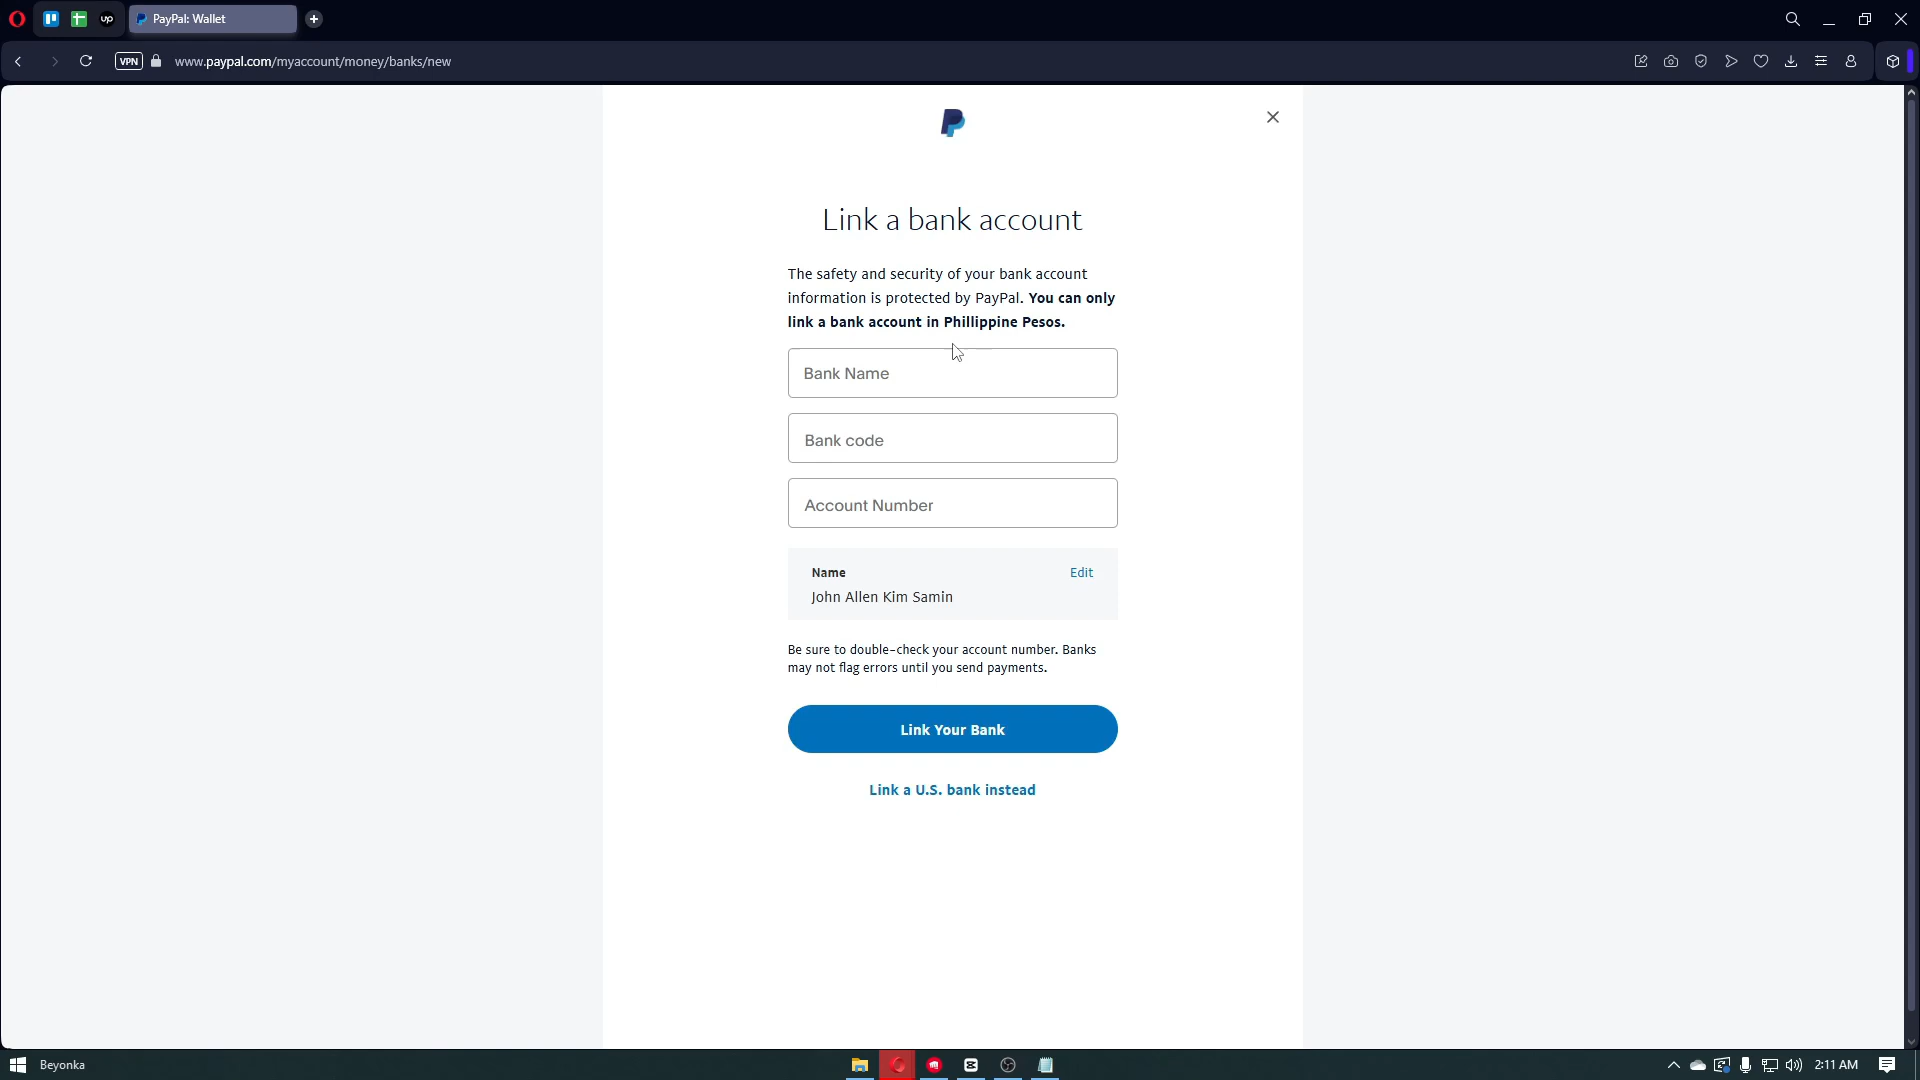 PayPal: Wallet
VPN
www.paypal.com/myaccount/money/banks/new
Link a bank account
The safety and security of your bank account
information is protected by PayPal. You can only
link a bank account in Phillippine Pesos.
Bank Name
Bank code
Account Number
Name
Edit
John Allen Kim Samin
Be sure to double-check your account number. Banks
may not flag errors until you send payments.
Link Your Bank
Link a U.S. bank instead
Beyonka
2:11 AM